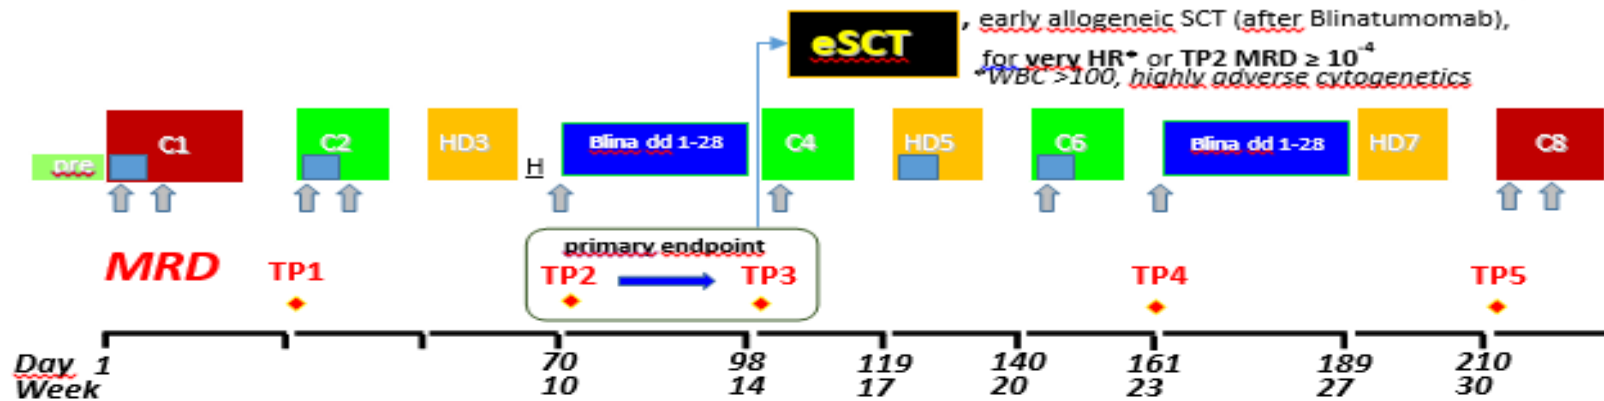 eSCT , early allogeneic SCT (after Blinatumomab),
for very HR* or TP2 MRD ≥ 10⁻⁴
*WBC >100, highly adverse cytogenetics
pre C1 C2 HD3 H Blina dd 1-28 C4 HD5 C6 Blina dd 1-28 HD7 C8
primary endpoint
MRD TP1 TP2 TP3 TP4 TP5
Day 1 70 98 119 140 161 189 210
Week 10 14 17 20 23 27 30